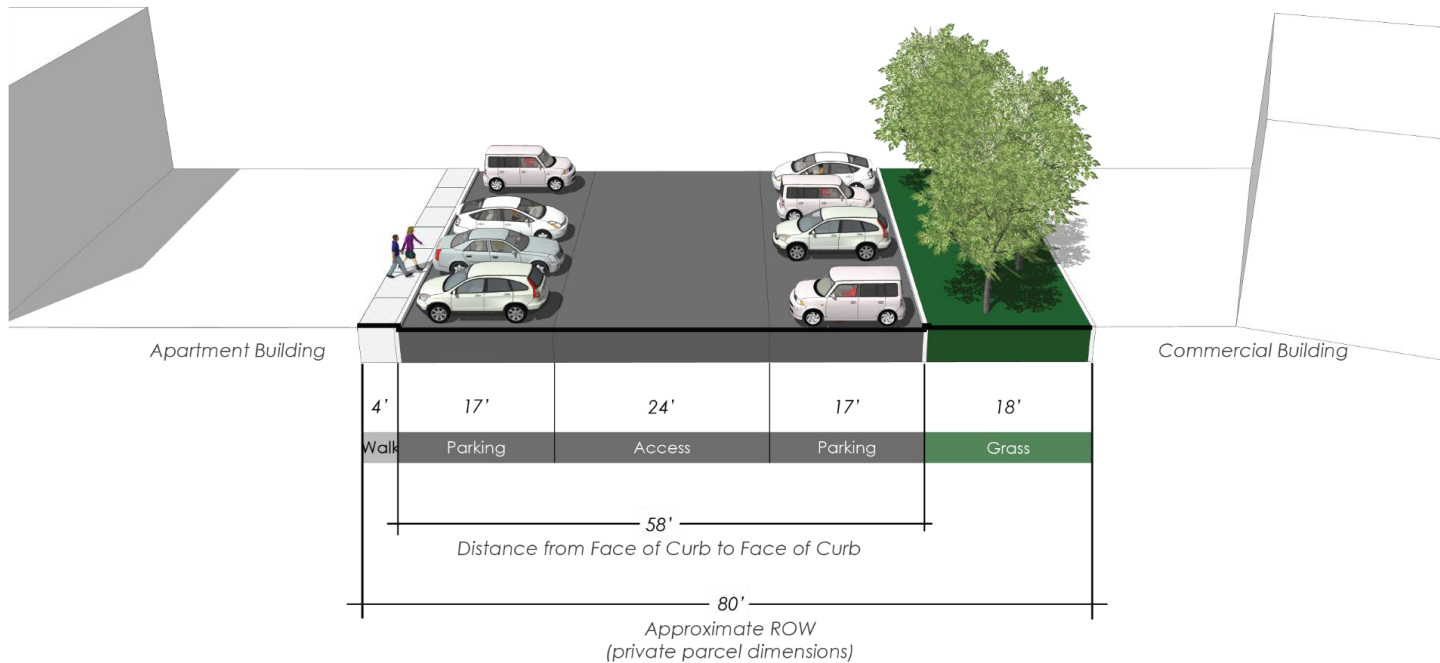 Apartment Building
Commercial Building
4’
17’
24’
17’
18’
Walk
Parking
Access
Parking
Grass
58’
Distance from Face of Curb to Face of Curb
80’
Approximate ROW
(private parcel dimensions)